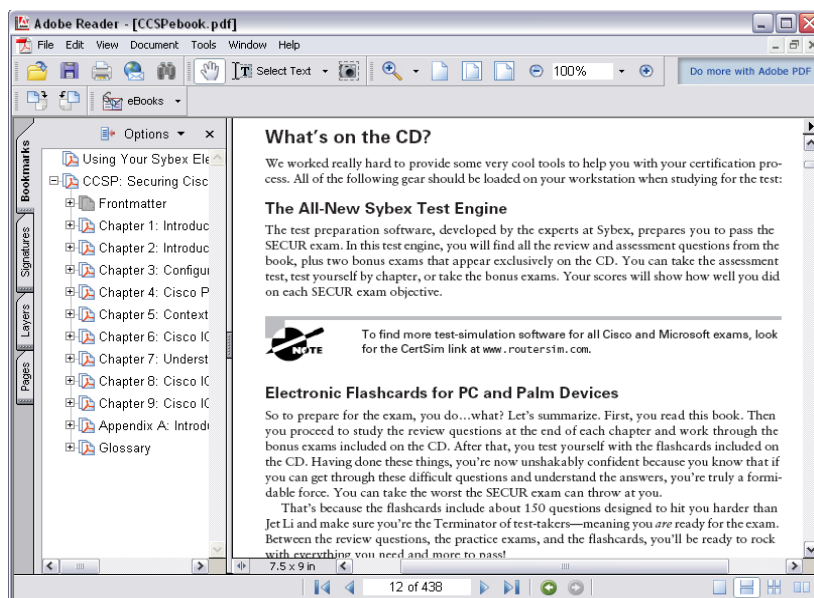 Adobe Reader - [CCSPebook.pdf]
File Edit View Document Tools Window Help
Select Text 100% Do more with Adobe PDF
eBooks
Options
Bookmarks
Signatures
Layers
Pages
Using Your Sybex Ele
CCSP: Securing Cisc
Frontmatter
Chapter 1: Introduc
Chapter 2: Introduc
Chapter 3: Configur
Chapter 4: Cisco P
Chapter 5: Context
Chapter 6: Cisco IO
Chapter 7: Underst
Chapter 8: Cisco IO
Chapter 9: Cisco IO
Appendix A: Introdu
Glossary
What's on the CD?
We worked really hard to provide some very cool tools to help you with your certification pro-
cess. All of the following gear should be loaded on your workstation when studying for the test:
The All-New Sybex Test Engine
The test preparation software, developed by the experts at Sybex, prepares you to pass the
SECUR exam. In this test engine, you will find all the review and assessment questions from the
book, plus two bonus exams that appear exclusively on the CD. You can take the assessment
test, test yourself by chapter, or take the bonus exams. Your scores will show how well you did
on each SECUR exam objective.
NOTE
To find more test-simulation software for all Cisco and Microsoft exams, look
for the CertSim link at www.routersim.com.
Electronic Flashcards for PC and Palm Devices
So to prepare for the exam, you do…what? Let's summarize. First, you read this book. Then
you proceed to study the review questions at the end of each chapter and work through the
bonus exams included on the CD. After that, you test yourself with the flashcards included on
the CD. Having done these things, you're now unshakably confident because you know that if
you can get through these difficult questions and understand the answers, you're truly a formi-
dable force. You can take the worst the SECUR exam can throw at you.
That's because the flashcards include about 150 questions designed to hit you harder than
Jet Li and make sure you're the Terminator of test-takers—meaning you are ready for the exam.
Between the review questions, the practice exams, and the flashcards, you'll be ready to rock
with everything you need and more to pass!
7.5 x 9 in
12 of 438